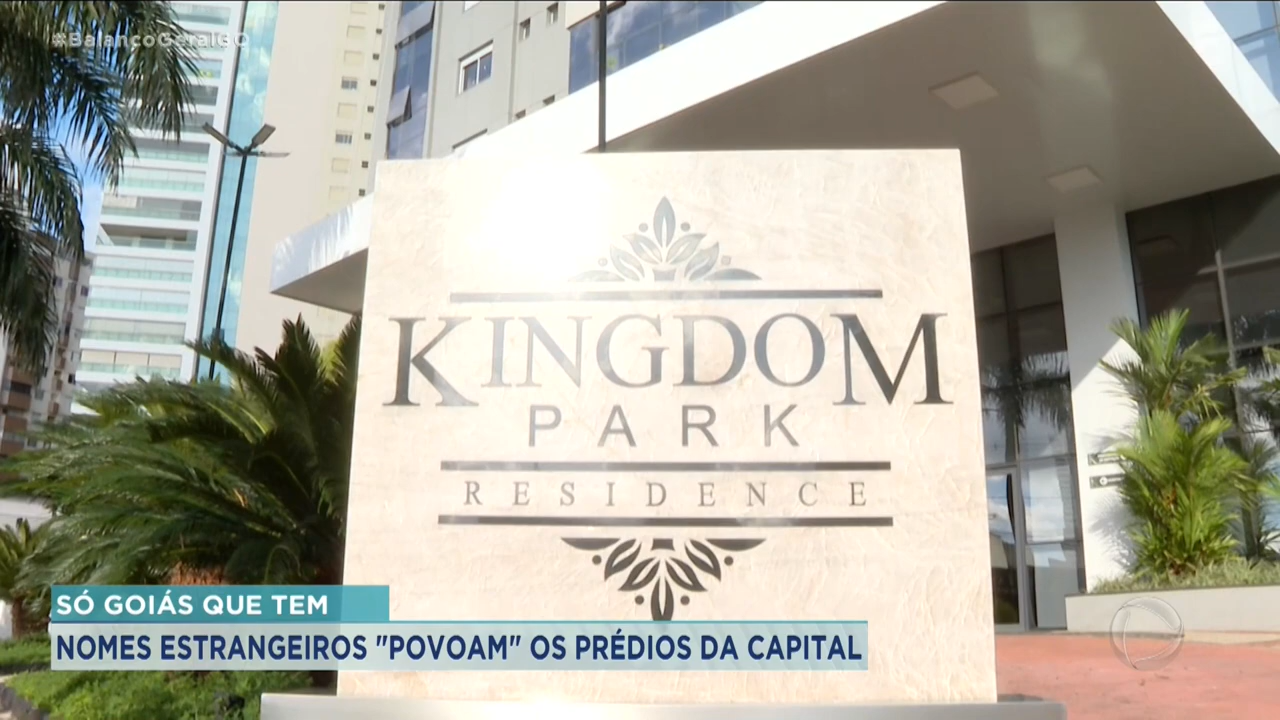 #BalançoGeralGO
KINGDOM
PARK
RESIDENCE
SÓ GOIÁS QUE TEM
NOMES ESTRANGEIROS "POVOAM" OS PRÉDIOS DA CAPITAL